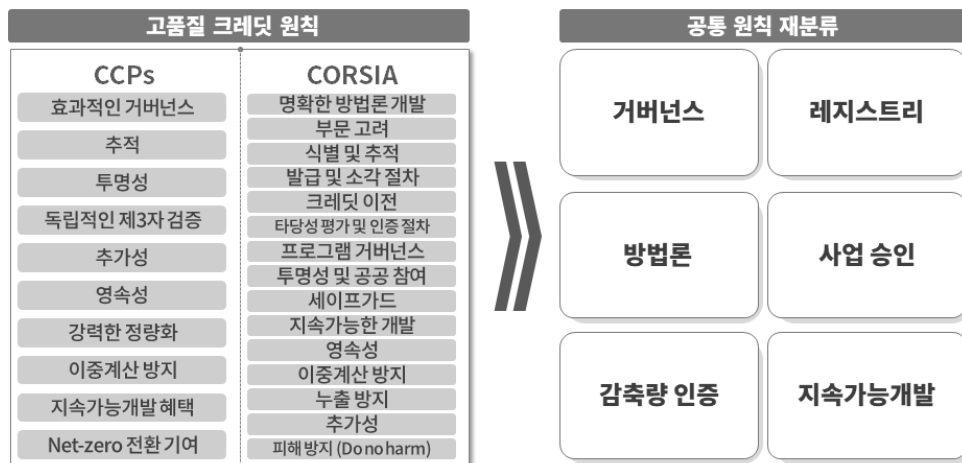 고품질 크레딧 원칙
CCPs
효과적인 거버넌스
추적
투명성
독립적인 제3자 검증
추가성
영속성
강력한 정량화
이중계산 방지
지속가능개발 혜택
Net-zero 전환 기여
CORSIA
명확한 방법론 개발
부문 고려
식별 및 추적
발급 및 소각 절차
크레딧 이전
타당성 평가 및 인증 절차
프로그램 거버넌스
투명성 및 공공 참여
세이프가드
지속가능한 개발
영속성
이중계산 방지
누출 방지
추가성
피해 방지 (Do no harm)
공통 원칙 재분류
거버넌스
레지스트리
방법론
사업 승인
감축량 인증
지속가능개발